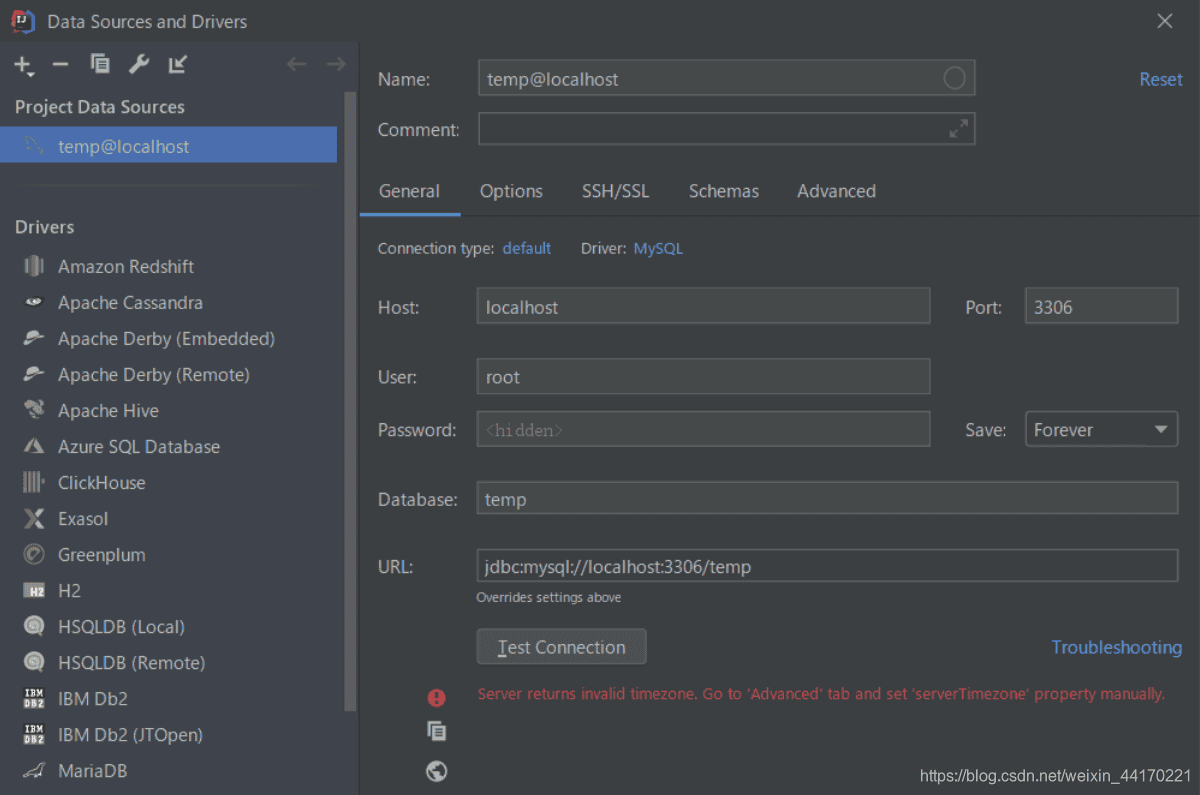 Data Sources and Drivers
Project Data Sources
temp@localhost
Drivers
Amazon Redshift
Apache Cassandra
Apache Derby (Embedded)
Apache Derby (Remote)
Apache Hive
Azure SQL Database
ClickHouse
Exasol
Greenplum
H2 H2
HSQLDB (Local)
HSQLDB (Remote)
IBM DB2 IBM Db2
IBM DB2 IBM Db2 (JTOpen)
MariaDB
Name: temp@localhost Reset
Comment:
General Options SSH/SSL Schemas Advanced
Connection type: default Driver: MySQL
Host: localhost Port: 3306
User: root
Password: <hidden> Save: Forever
Database: temp
URL: jdbc:mysql://localhost:3306/temp
Overrides settings above
Test Connection Troubleshooting
Server returns invalid timezone. Go to 'Advanced' tab and set 'serverTimezone' property manually.
https://blog.csdn.net/weixin_44170221